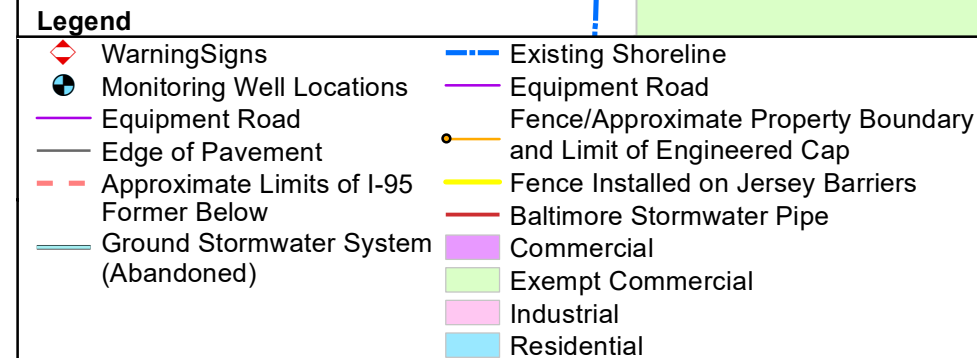 Legend
WarningSigns
Monitoring Well Locations
Equipment Road
Edge of Pavement
Approximate Limits of I-95
Former Below
Ground Stormwater System
(Abandoned)
Existing Shoreline
Equipment Road
Fence/Approximate Property Boundary
and Limit of Engineered Cap
Fence Installed on Jersey Barriers
Baltimore Stormwater Pipe
Commercial
Exempt Commercial
Industrial
Residential